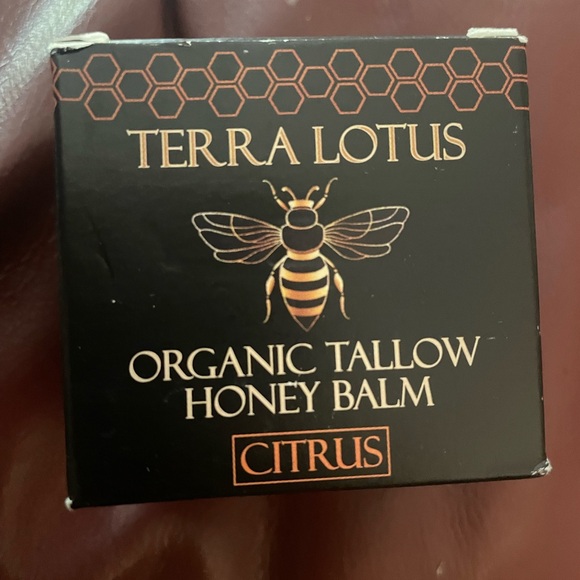 TERRA LOTUS
ORGANIC TALLOW
HONEY BALM
CITRUS